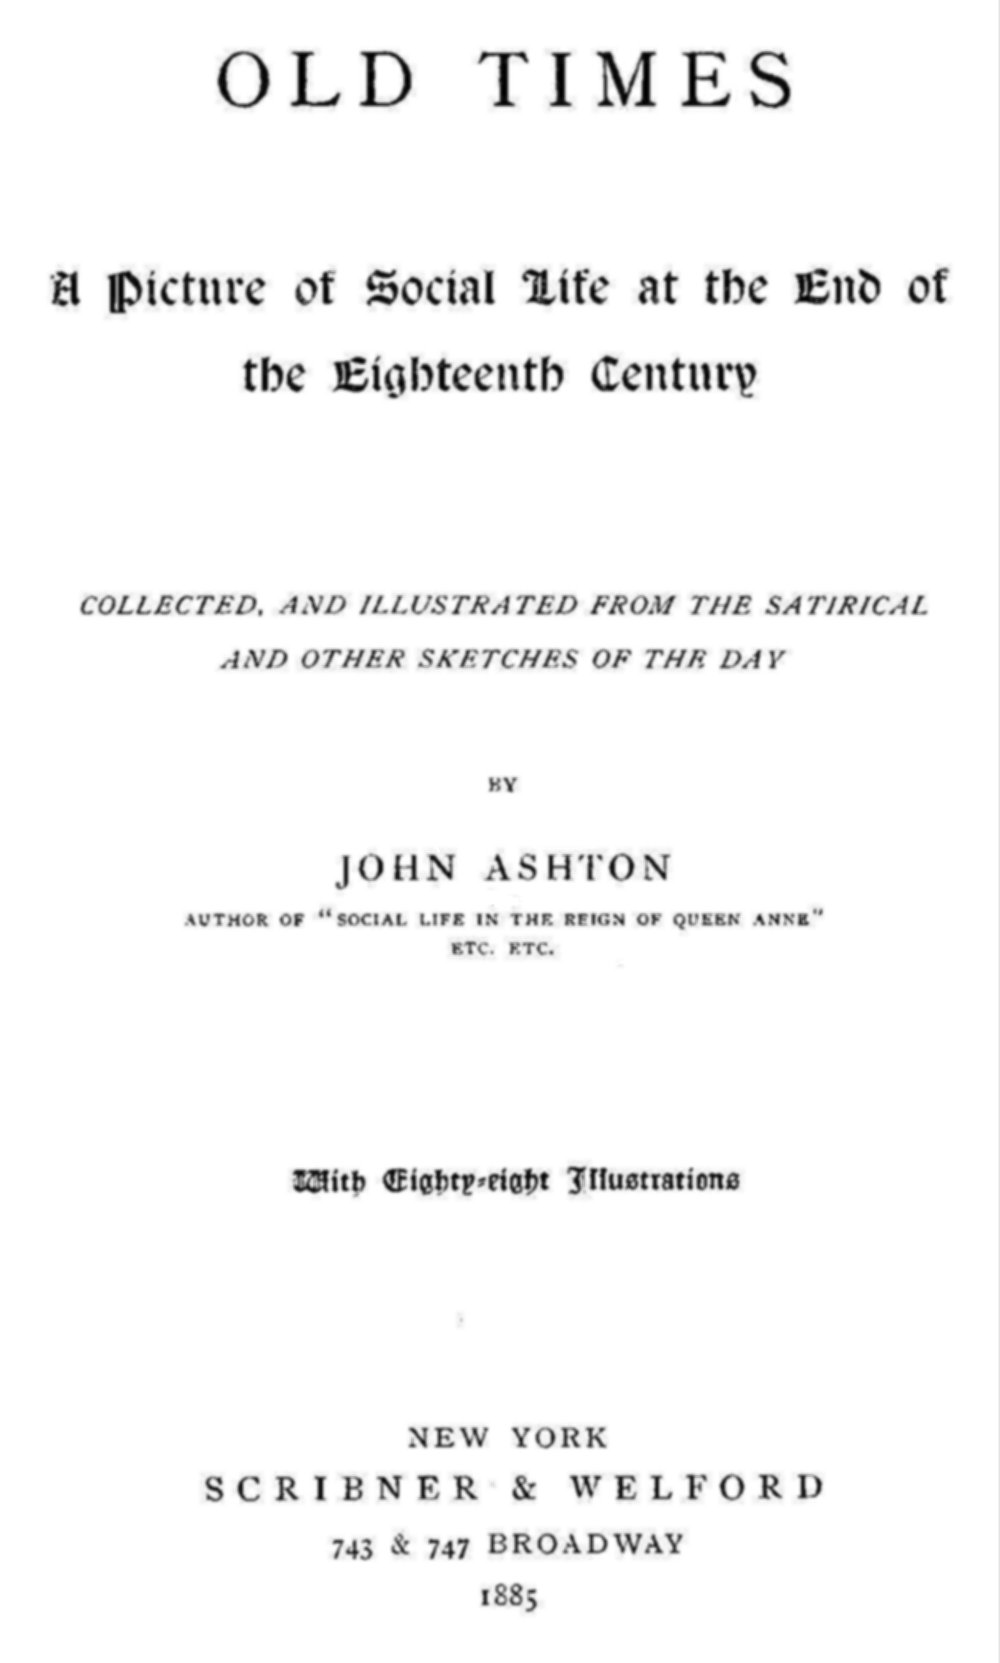 OLD TIMES
A Picture of Social Life at the End of
the Eighteenth Century
COLLECTED, AND ILLUSTRATED FROM THE SATIRICAL
AND OTHER SKETCHES OF THE DAY
BY
JOHN ASHTON
AUTHOR OF "SOCIAL LIFE IN THE REIGN OF QUEEN ANNE"
ETC. ETC.
With Eighty-eight Illustrations
NEW YORK
SCRIBNER & WELFORD
743 & 747 BROADWAY
1885